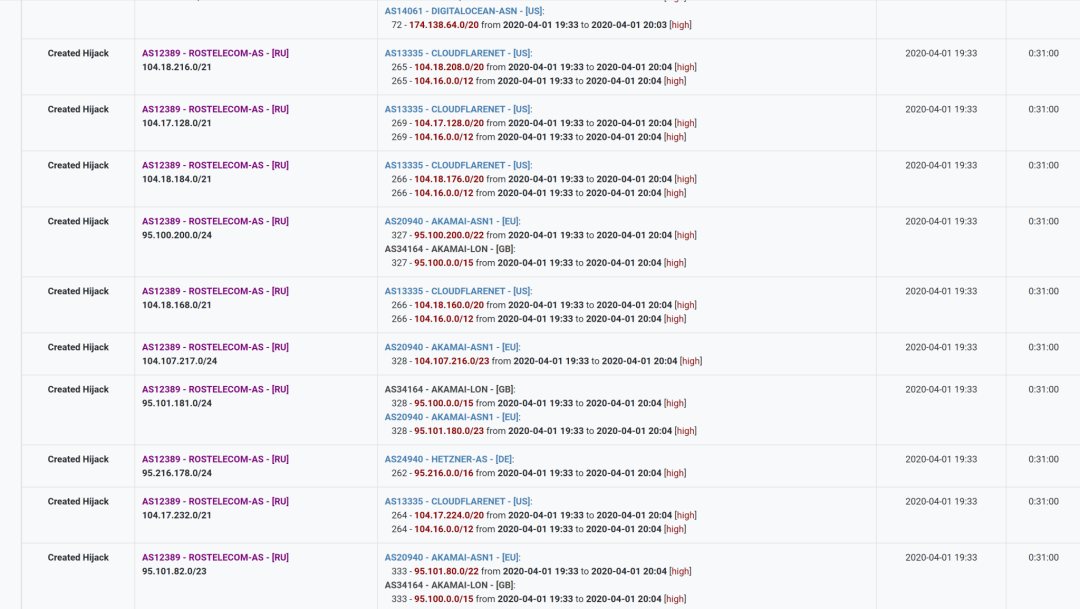 AS14061 - DIGITALOCEAN-ASN - [US]:
72 - 174.138.64.0/20 from 2020-04-01 19:33 to 2020-04-01 20:03 [high]
Created Hijack
AS12389 - ROSTELECOM-AS - [RU]
104.18.216.0/21
AS13335 - CLOUDFLARENET - [US]:
265 - 104.18.208.0/20 from 2020-04-01 19:33 to 2020-04-01 20:04 [high]
265 - 104.16.0.0/12 from 2020-04-01 19:33 to 2020-04-01 20:04 [high]
2020-04-01 19:33
0:31:00
Created Hijack
AS12389 - ROSTELECOM-AS - [RU]
104.17.128.0/21
AS13335 - CLOUDFLARENET - [US]:
269 - 104.17.128.0/20 from 2020-04-01 19:33 to 2020-04-01 20:04 [high]
269 - 104.16.0.0/12 from 2020-04-01 19:33 to 2020-04-01 20:04 [high]
2020-04-01 19:33
0:31:00
Created Hijack
AS12389 - ROSTELECOM-AS - [RU]
104.18.184.0/21
AS13335 - CLOUDFLARENET - [US]:
266 - 104.18.176.0/20 from 2020-04-01 19:33 to 2020-04-01 20:04 [high]
266 - 104.16.0.0/12 from 2020-04-01 19:33 to 2020-04-01 20:04 [high]
2020-04-01 19:33
0:31:00
Created Hijack
AS12389 - ROSTELECOM-AS - [RU]
95.100.200.0/24
AS20940 - AKAMAI-ASN1 - [EU]:
327 - 95.100.200.0/22 from 2020-04-01 19:33 to 2020-04-01 20:04 [high]
AS34164 - AKAMAI-LON - [GB]:
327 - 95.100.0.0/15 from 2020-04-01 19:33 to 2020-04-01 20:04 [high]
2020-04-01 19:33
0:31:00
Created Hijack
AS12389 - ROSTELECOM-AS - [RU]
104.18.168.0/21
AS13335 - CLOUDFLARENET - [US]:
266 - 104.18.160.0/20 from 2020-04-01 19:33 to 2020-04-01 20:04 [high]
266 - 104.16.0.0/12 from 2020-04-01 19:33 to 2020-04-01 20:04 [high]
2020-04-01 19:33
0:31:00
Created Hijack
AS12389 - ROSTELECOM-AS - [RU]
104.107.217.0/24
AS20940 - AKAMAI-ASN1 - [EU]:
328 - 104.107.216.0/23 from 2020-04-01 19:33 to 2020-04-01 20:04 [high]
2020-04-01 19:33
0:31:00
Created Hijack
AS12389 - ROSTELECOM-AS - [RU]
95.101.181.0/24
AS34164 - AKAMAI-LON - [GB]:
328 - 95.100.0.0/15 from 2020-04-01 19:33 to 2020-04-01 20:04 [high]
AS20940 - AKAMAI-ASN1 - [EU]:
328 - 95.101.180.0/23 from 2020-04-01 19:33 to 2020-04-01 20:04 [high]
2020-04-01 19:33
0:31:00
Created Hijack
AS12389 - ROSTELECOM-AS - [RU]
95.216.178.0/24
AS24940 - HETZNER-AS - [DE]:
262 - 95.216.0.0/16 from 2020-04-01 19:33 to 2020-04-01 20:04 [high]
2020-04-01 19:33
0:31:00
Created Hijack
AS12389 - ROSTELECOM-AS - [RU]
104.17.232.0/21
AS13335 - CLOUDFLARENET - [US]:
264 - 104.17.224.0/20 from 2020-04-01 19:33 to 2020-04-01 20:04 [high]
264 - 104.16.0.0/12 from 2020-04-01 19:33 to 2020-04-01 20:04 [high]
2020-04-01 19:33
0:31:00
Created Hijack
AS12389 - ROSTELECOM-AS - [RU]
95.101.82.0/23
AS20940 - AKAMAI-ASN1 - [EU]:
333 - 95.101.80.0/22 from 2020-04-01 19:33 to 2020-04-01 20:04 [high]
AS34164 - AKAMAI-LON - [GB]:
333 - 95.100.0.0/15 from 2020-04-01 19:33 to 2020-04-01 20:04 [high]
2020-04-01 19:33
0:31:00